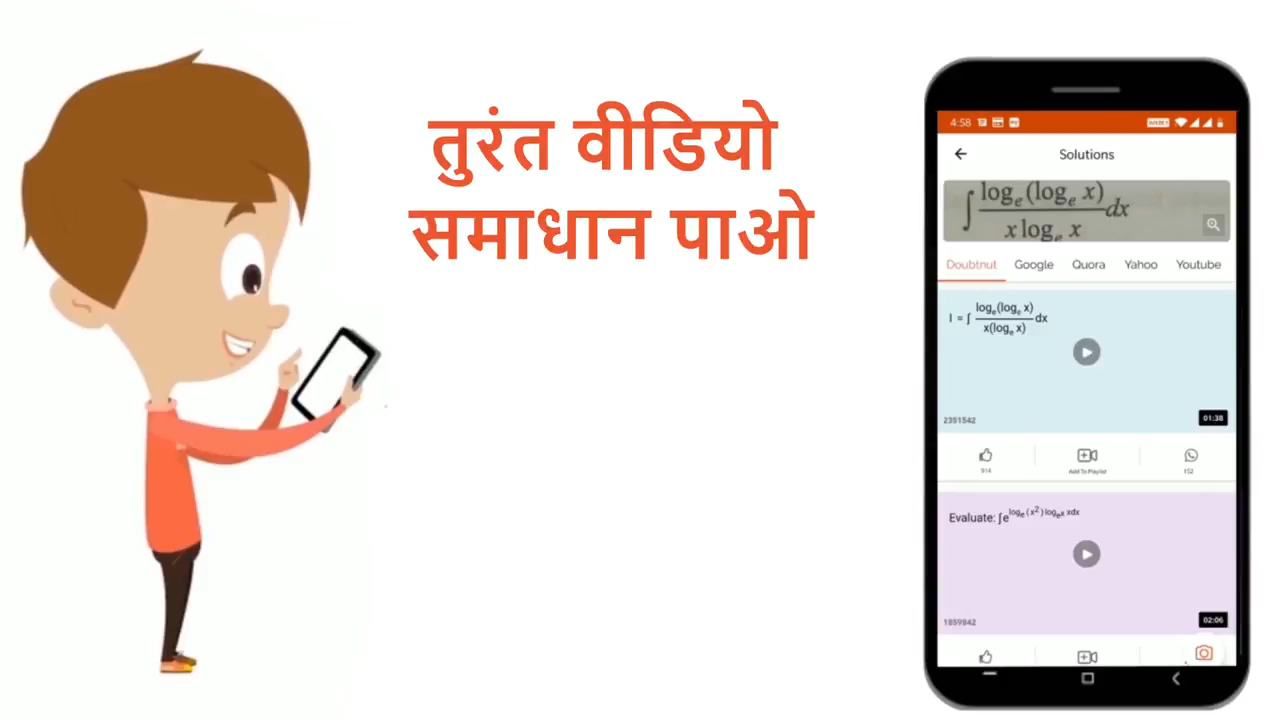 तुरंत वीडियो
समाधान पाओ
4:58
Solutions
∫ logₑ(logₑ x) / x logₑ x dx
Doubtnut Google Quora Yahoo Youtube
I = ∫ logₑ(logₑ x) / x(logₑ x) dx
2351542 01:38
914 Add To Playlist 152
Evaluate: ∫e^logₑ(x²) logₑx xdx
1859842 02:06